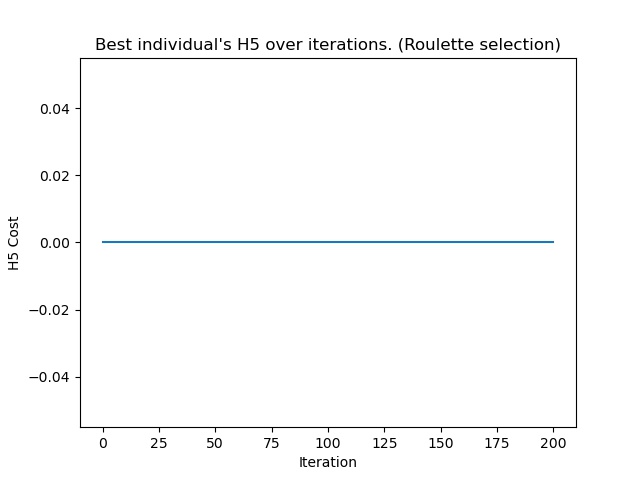 Best individual's H5 over iterations. (Roulette selection)
0.04
0.02
0.00
−0.02
−0.04
H5 Cost
0 25 50 75 100 125 150 175 200
Iteration